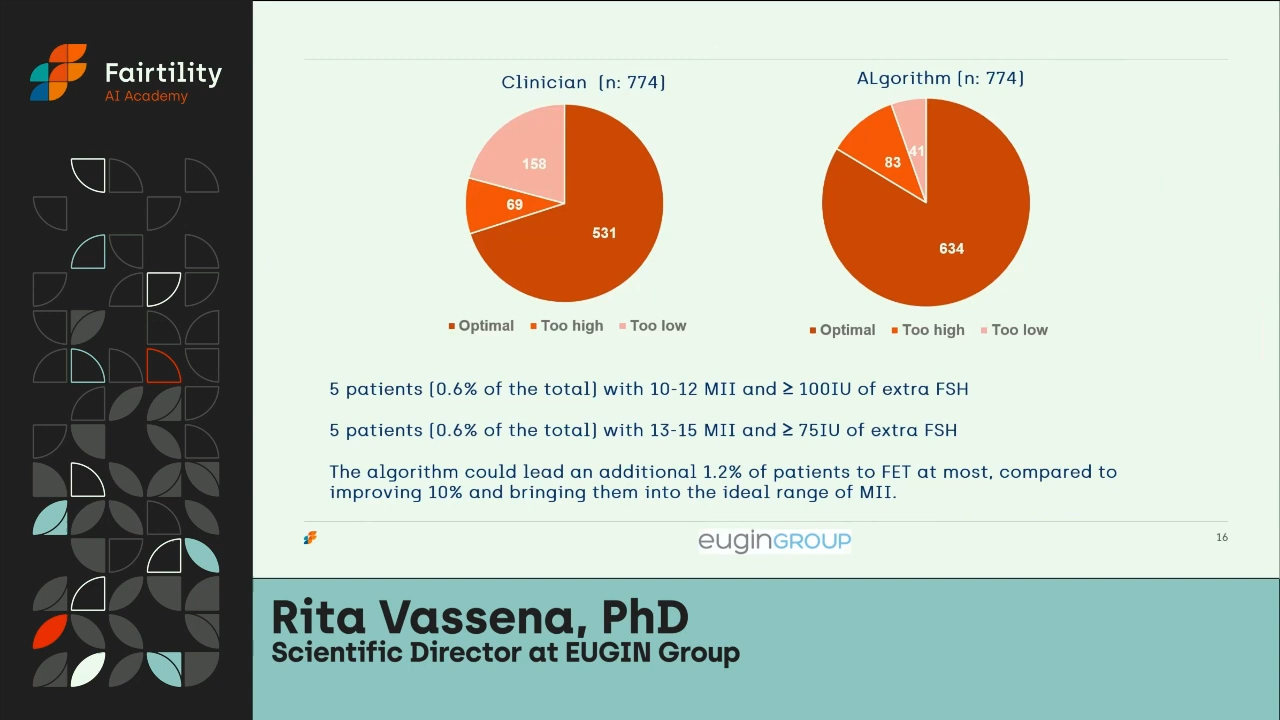 Fairtility
AI Academy
Clinician (n: 774)
158
69
531
Optimal Too high Too low
ALgorithm (n: 774)
41
83
634
Optimal Too high Too low
5 patients (0.6% of the total) with 10-12 MII and ≥ 100IU of extra FSH
5 patients (0.6% of the total) with 13-15 MII and ≥ 75IU of extra FSH
The algorithm could lead an additional 1.2% of patients to FET at most, compared to
improving 10% and bringing them into the ideal range of MII.
euginGROUP
16
Rita Vassena, PhD
Scientific Director at EUGIN Group